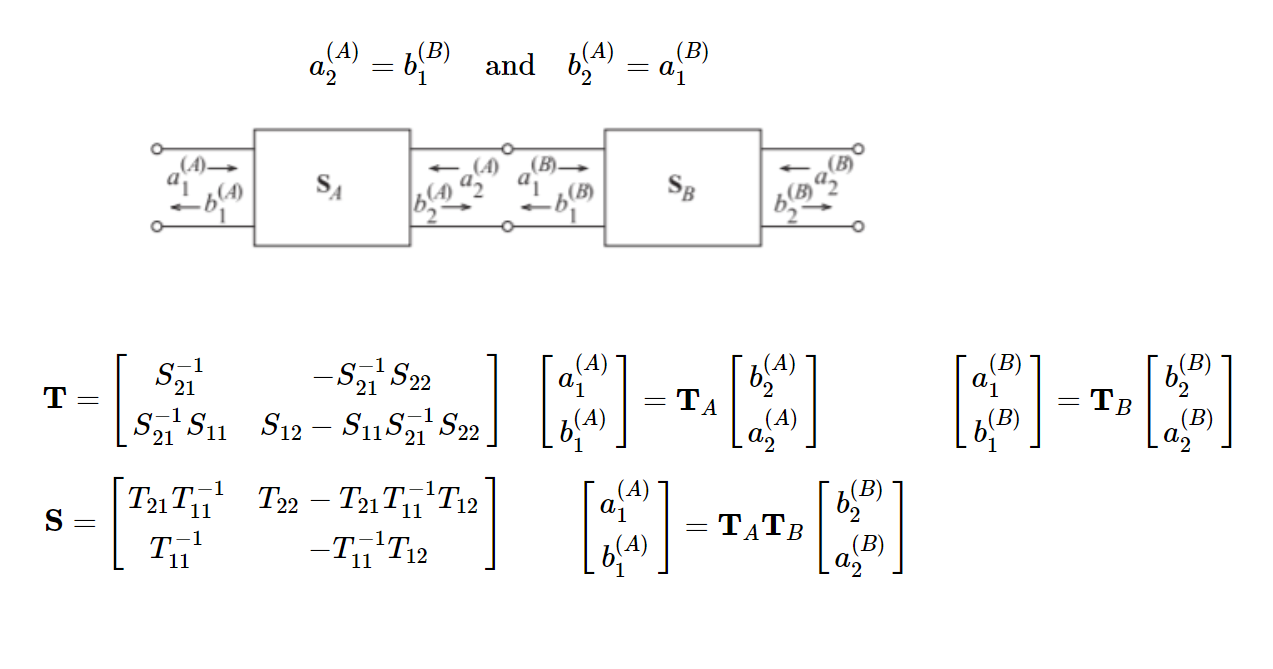 a_2^{(A)} = b_1^{(B)} and b_2^{(A)} = a_1^{(B)}
a_1^{(A)} → S_A ← a_2^{(A)} a_1^{(B)} → S_B ← a_2^{(B)}
← b_1^{(A)} b_2^{(A)} → ← b_1^{(B)} b_2^{(B)} →
T = [ S_{21}^{-1} -S_{21}^{-1} S_{22} ; S_{21}^{-1} S_{11} S_{12} - S_{11} S_{21}^{-1} S_{22} ] [ a_1^{(A)} ; b_1^{(A)} ] = T_A [ b_2^{(A)} ; a_2^{(A)} ] [ a_1^{(B)} ; b_1^{(B)} ] = T_B [ b_2^{(B)} ; a_2^{(B)} ]
S = [ T_{21} T_{11}^{-1} T_{22} - T_{21} T_{11}^{-1} T_{12} ; T_{11}^{-1} -T_{11}^{-1} T_{12} ] [ a_1^{(A)} ; b_1^{(A)} ] = T_A T_B [ b_2^{(B)} ; a_2^{(B)} ]